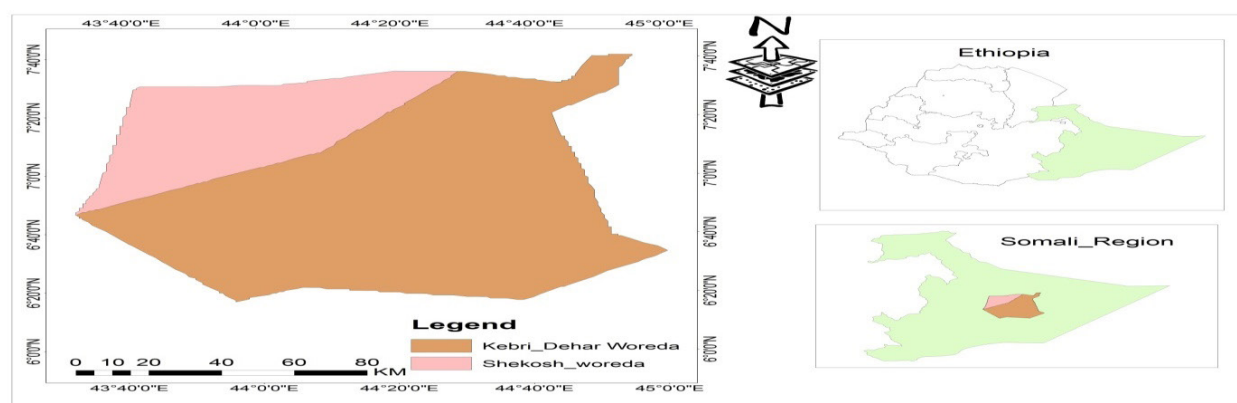 43°40'0"E 44°0'0"E 44°20'0"E 44°40'0"E 45°0'0"E
N
7°40'0"N
7°20'0"N
7°0'0"N
6°40'0"N
6°20'0"N
6°0'0"N
7°40'0"N
7°20'0"N
7°0'0"N
6°40'0"N
6°20'0"N
6°0'0"N
Legend
Kebri_Dehar Woreda
Shekosh_woreda
0 10 20 40 60 80
KM
43°40'0"E 44°0'0"E 44°20'0"E 44°40'0"E 45°0'0"E
Ethiopia
Somali_Region